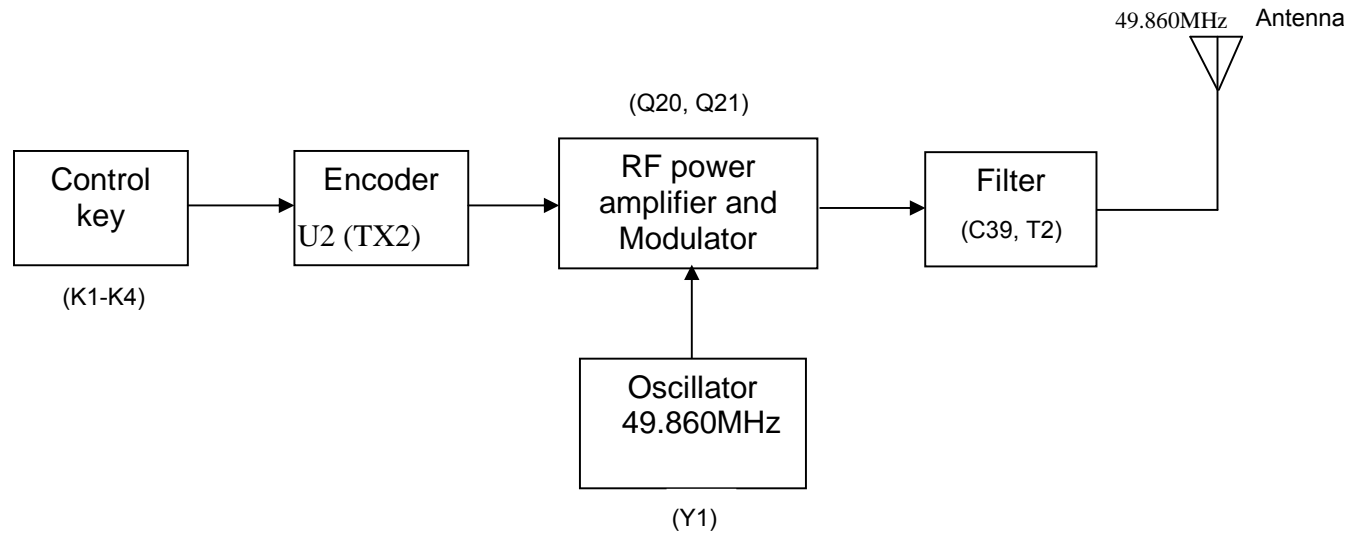 49.860MHz Antenna
(Q20, Q21)
Control
key
(K1-K4)
Encoder
U2 (TX2)
RF power
amplifier and
Modulator
Filter
(C39, T2)
Oscillator
49.860MHz
(Y1)